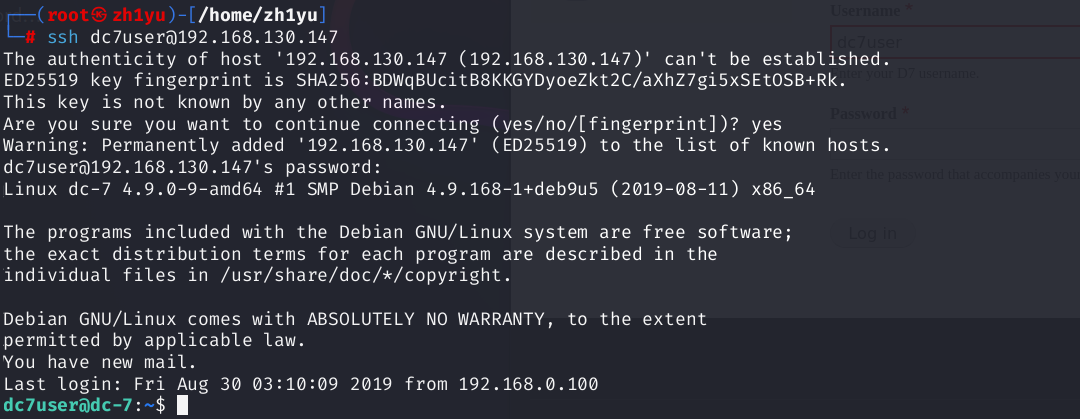 ┌──(root㉿zh1yu)-[/home/zh1yu]
└─# ssh dc7user@192.168.130.147
The authenticity of host '192.168.130.147 (192.168.130.147)' can't be established.
ED25519 key fingerprint is SHA256:BDWqBUcitB8KKGYDyoeZkt2C/aXhZ7gi5xSEtOSB+Rk.
This key is not known by any other names.
Are you sure you want to continue connecting (yes/no/[fingerprint])? yes
Warning: Permanently added '192.168.130.147' (ED25519) to the list of known hosts.
dc7user@192.168.130.147's password:
Linux dc-7 4.9.0-9-amd64 #1 SMP Debian 4.9.168-1+deb9u5 (2019-08-11) x86_64
The programs included with the Debian GNU/Linux system are free software;
the exact distribution terms for each program are described in the
individual files in /usr/share/doc/*/copyright.
Debian GNU/Linux comes with ABSOLUTELY NO WARRANTY, to the extent
permitted by applicable law.
You have new mail.
Last login: Fri Aug 30 03:10:09 2019 from 192.168.0.100
dc7user@dc-7:~$
Username *
dc7user
your D7 username
Password *
Enter the password that accompanies your
Log in